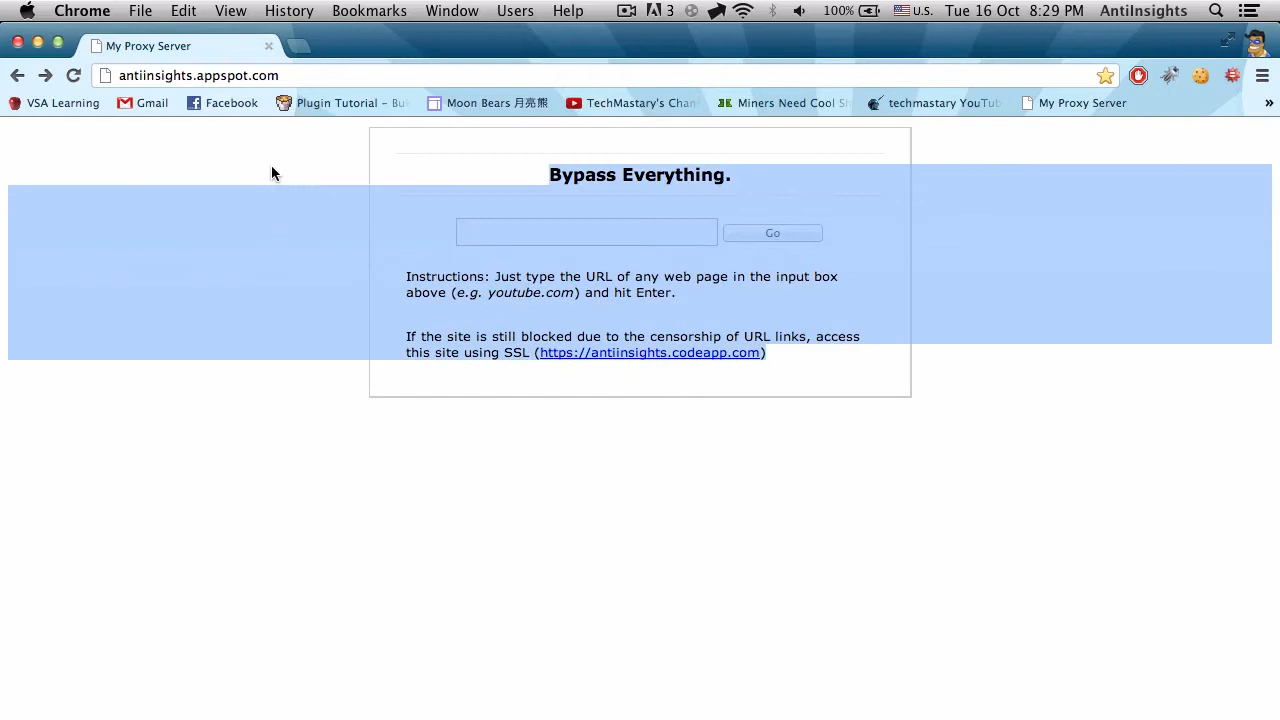 Chrome File Edit View History Bookmarks Window Users Help 3 100% U.S. Tue 16 Oct 8:29 PM AntiInsights
My Proxy Server
antiinsights.appspot.com
VSA Learning Gmail Facebook Plugin Tutorial - Buk Moon Bears 月亮熊 TechMastary's Chan Miners Need Cool Sh techmastary YouTub My Proxy Server »
Bypass Everything.
Go
Instructions: Just type the URL of any web page in the input box
above (e.g. youtube.com) and hit Enter.
If the site is still blocked due to the censorship of URL links, access
this site using SSL (https://antiinsights.codeapp.com)